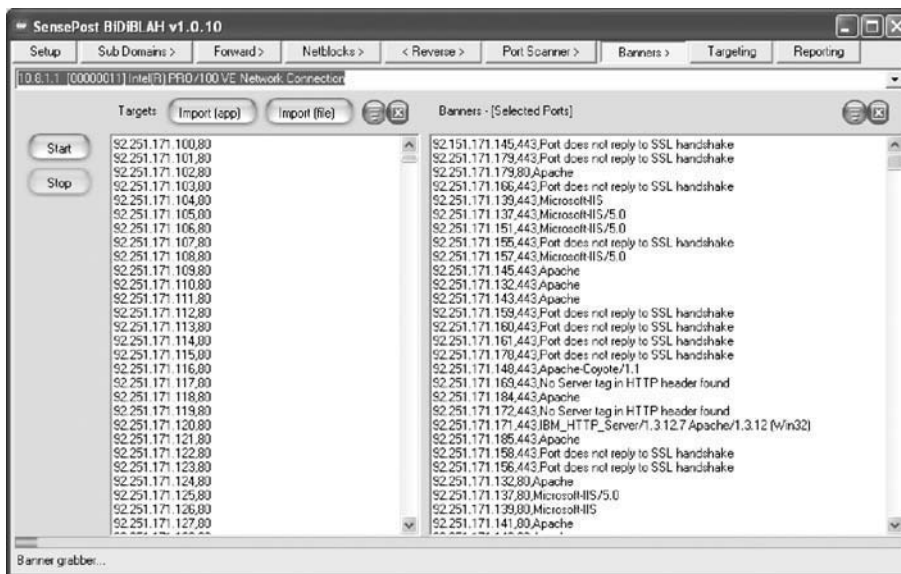 SensePost BiDiBLAH v1.0.10
Setup
Sub Domains >
Forward >
Netblocks >
< Reverse >
Port Scanner >
Banners >
Targeting
Reporting
10.8.1.1 [00000011] Intel(R) PRO/100 VE Network Connection
Targets
Import (app)
Import (file)
Banners - [Selected Ports]
Start
Stop
92.251.171.100,80
92.251.171.101,80
92.251.171.102,80
92.251.171.103,80
92.251.171.104,80
92.251.171.105,80
92.251.171.106,80
92.251.171.107,80
92.251.171.108,80
92.251.171.109,80
92.251.171.110,80
92.251.171.111,80
92.251.171.112,80
92.251.171.113,80
92.251.171.114,80
92.251.171.115,80
92.251.171.116,80
92.251.171.117,80
92.251.171.118,80
92.251.171.119,80
92.251.171.120,80
92.251.171.121,80
92.251.171.122,80
92.251.171.123,80
92.251.171.124,80
92.251.171.125,80
92.251.171.126,80
92.251.171.127,80
92.151.171.145,443,Port does not reply to SSL handshake
92.251.171.179,443,Port does not reply to SSL handshake
92.251.171.179,80,Apache
92.251.171.166,443,Port does not reply to SSL handshake
92.251.171.139,443,Microsoft-IIS
92.251.171.137,443,Microsoft-IIS/5.0
92.251.171.151,443,Microsoft-IIS/5.0
92.251.171.155,443,Port does not reply to SSL handshake
92.251.171.157,443,Microsoft-IIS/5.0
92.251.171.145,443,Apache
92.251.171.132,443,Apache
92.251.171.143,443,Apache
92.251.171.159,443,Port does not reply to SSL handshake
92.251.171.160,443,Port does not reply to SSL handshake
92.251.171.161,443,Port does not reply to SSL handshake
92.251.171.178,443,Port does not reply to SSL handshake
92.251.171.148,443,Apache-Coyote/1.1
92.251.171.169,443,No Server tag in HTTP header found
92.251.171.184,443,Apache
92.251.171.172,443,No Server tag in HTTP header found
92.251.171.171,443,IBM_HTTP_Server/1.3.12.7 Apache/1.3.12 (Win32)
92.251.171.185,443,Apache
92.251.171.158,443,Port does not reply to SSL handshake
92.251.171.156,443,Port does not reply to SSL handshake
92.251.171.132,80,Apache
92.251.171.137,80,Microsoft-IIS/5.0
92.251.171.139,80,Microsoft-IIS
92.251.171.141,80,Apache
Banner grabber...